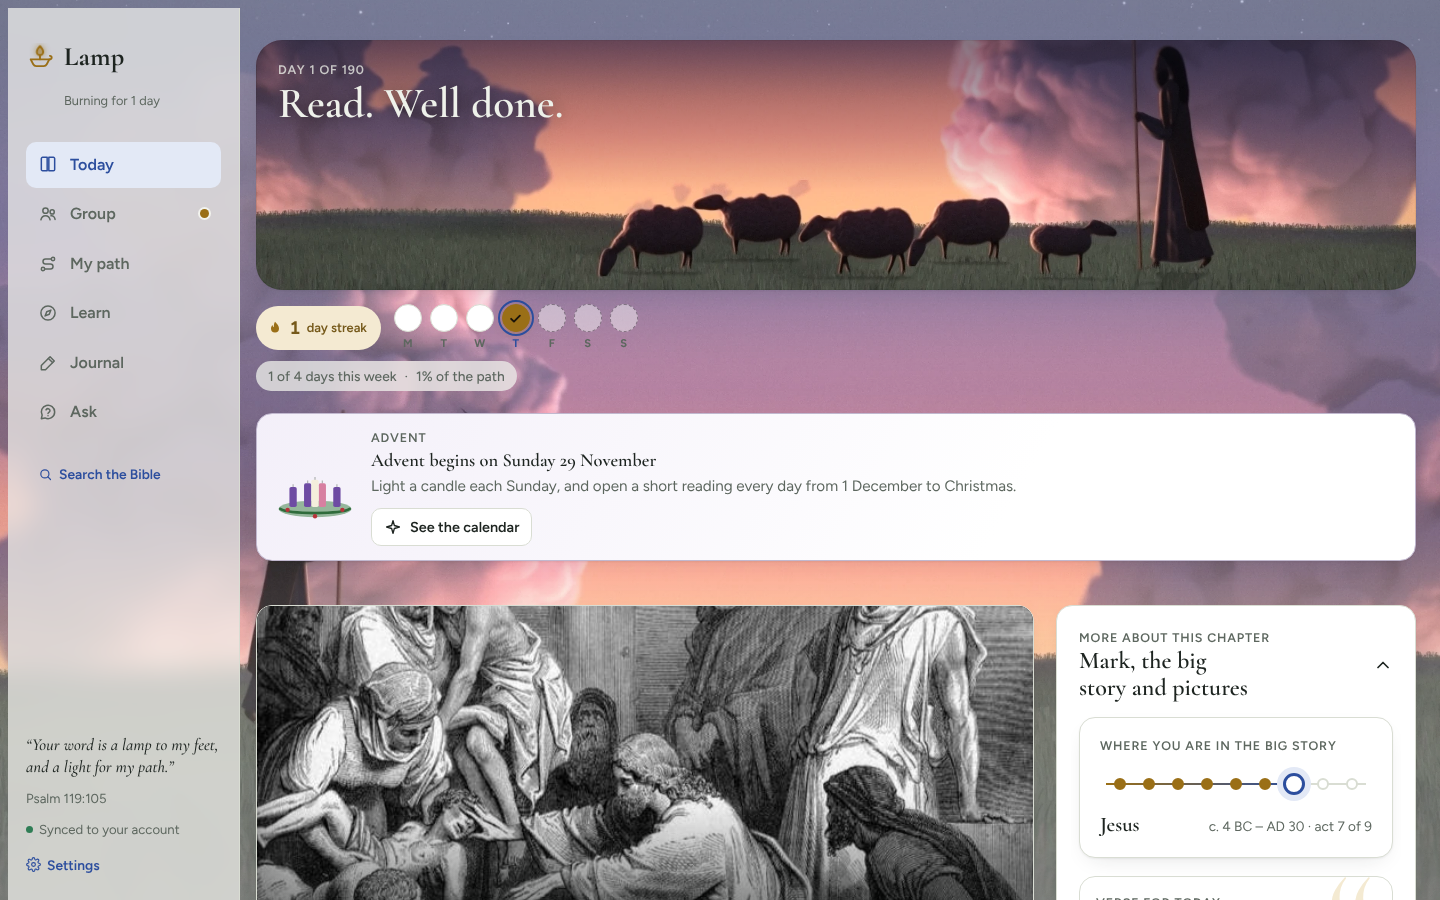 Lamp
Burning for 1 day
Today
Group
My path
Learn
Journal
Ask
Search the Bible
“Your word is a lamp to my feet,
and a light for my path.”
Psalm 119:105
Synced to your account
Settings
DAY 1 OF 190
Read. Well done.
1 day streak
M T W T F S S
1 of 4 days this week · 1% of the path
ADVENT
Advent begins on Sunday 29 November
Light a candle each Sunday, and open a short reading every day from 1 December to Christmas.
See the calendar
MORE ABOUT THIS CHAPTER
Mark, the big
story and pictures
WHERE YOU ARE IN THE BIG STORY
Jesus
c. 4 BC – AD 30 · act 7 of 9
VERSE FOR TODAY